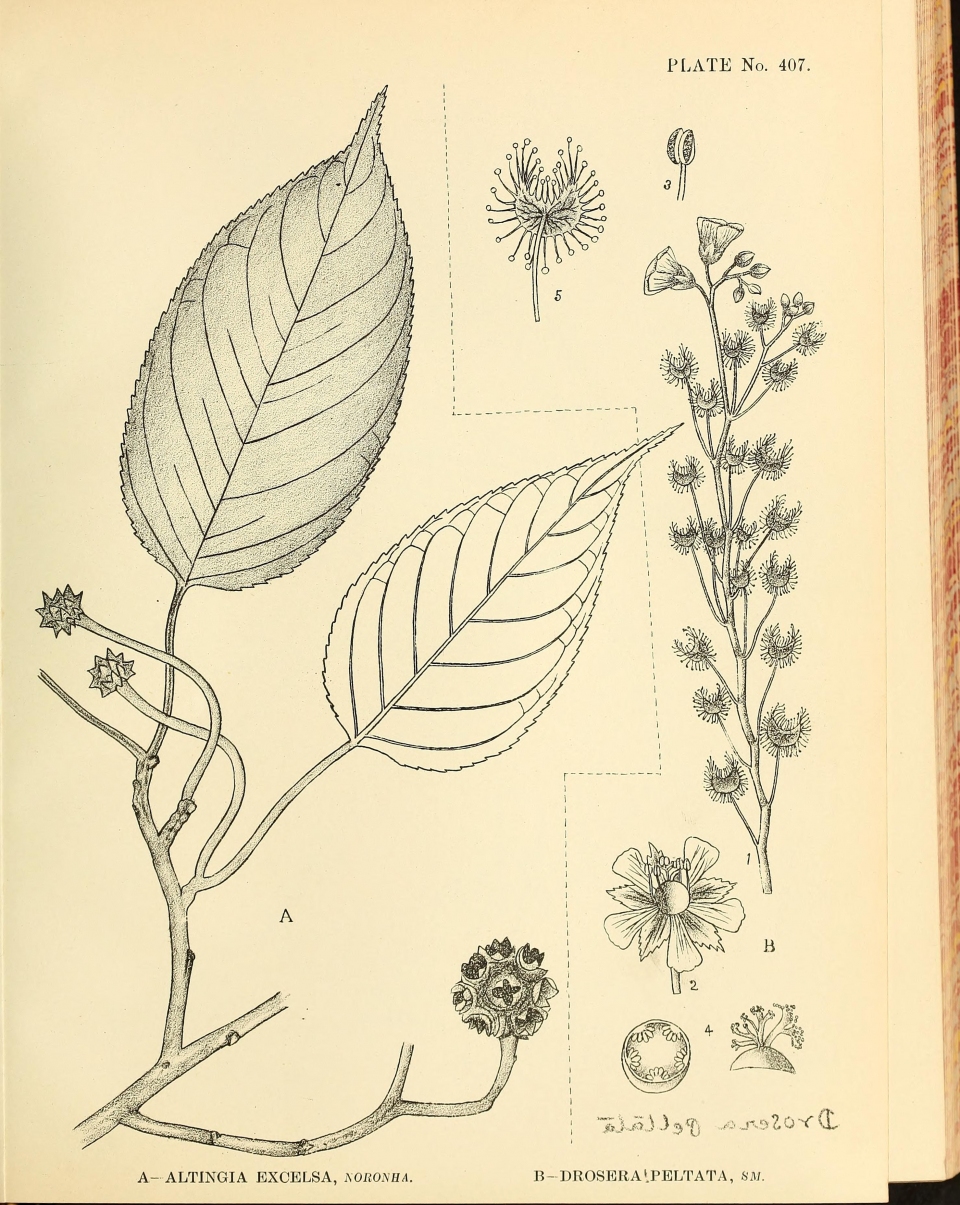 PLATE No. 407.
3
5
1
A
B
2
4
Drosera peltata
A—ALTINGIA EXCELSA, NORONHA.
B—DROSERA PELTATA, SM.